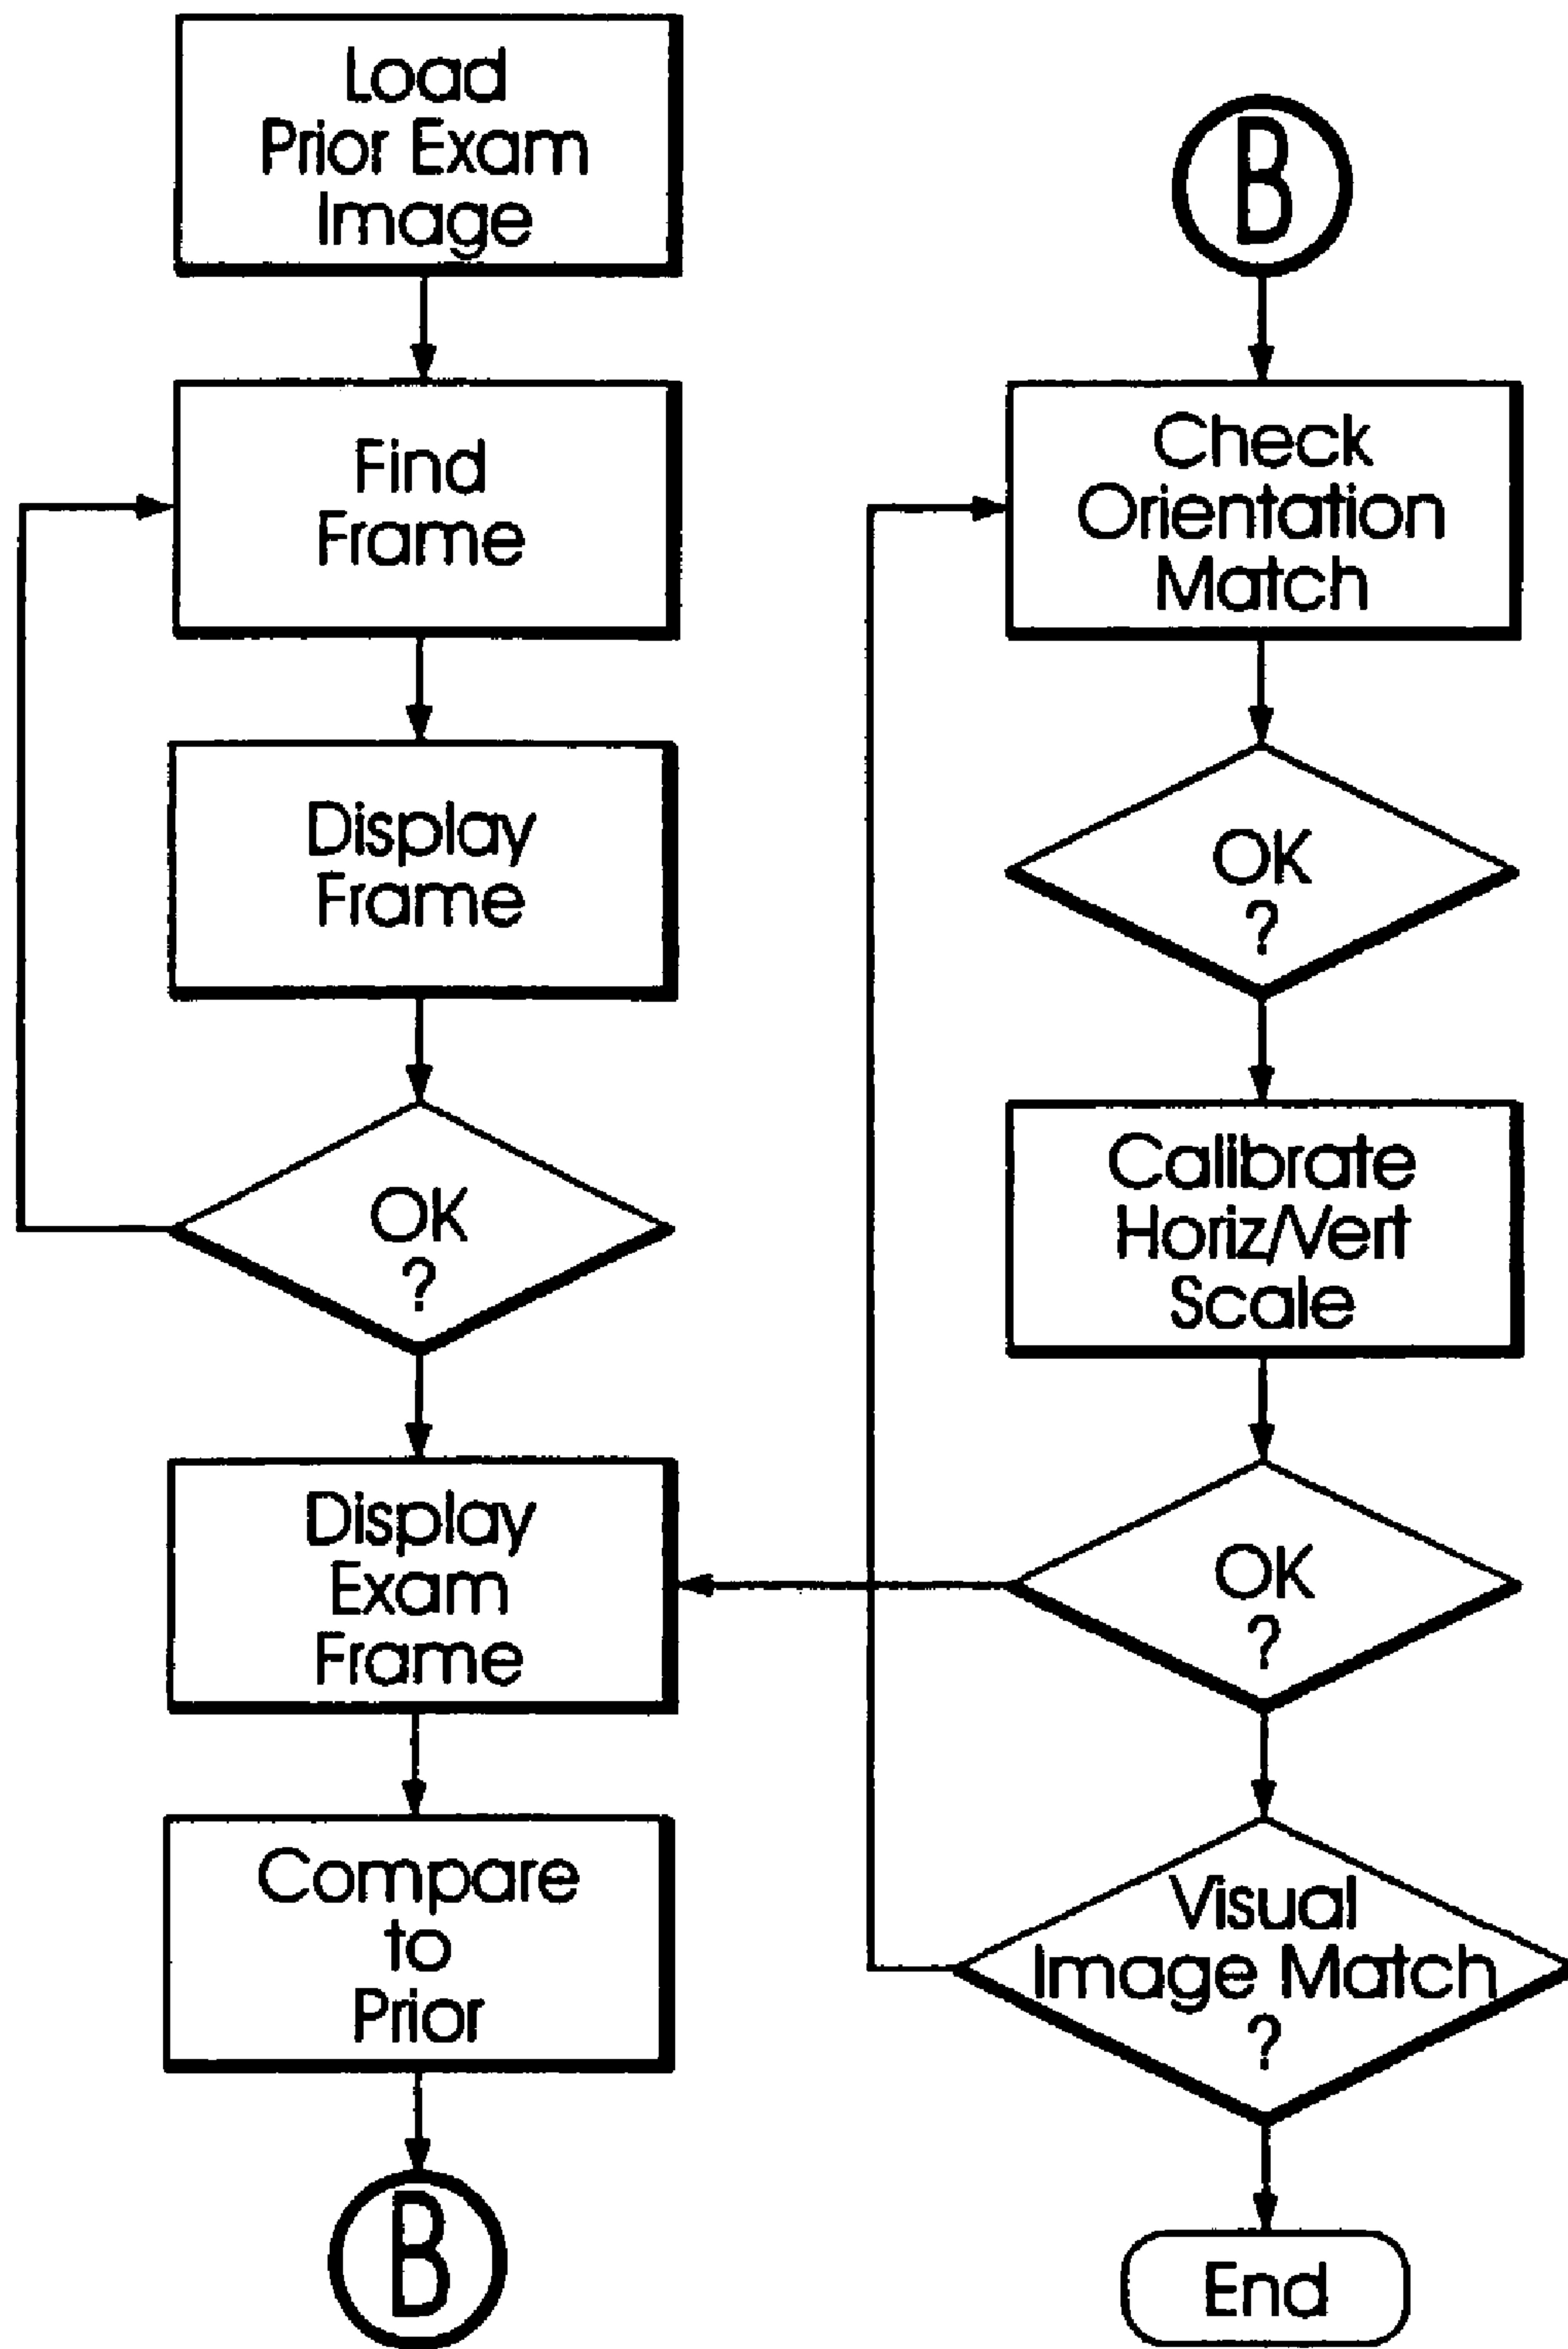 Load
Prior Exam
Image
Find
Frame
Display
Frame
OK
?
Display
Exam
Frame
Compare
to
Prior
B
B
Check
Orientation
Match
OK
?
Calibrate
Horiz/Vert
Scale
OK
?
Visual
Image Match
?
End